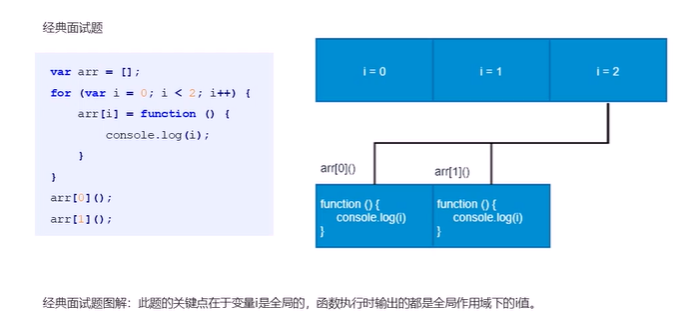 经典面试题
var arr = [];
for (var i = 0; i < 2; i++) {
arr[i] = function () {
console.log(i);
}
}
arr[0]();
arr[1]();
i = 0
i = 1
i = 2
arr[0]()
arr[1]()
function () {
console.log(i)
}
function () {
console.log(i)
}
经典面试题图解：此题的关键点在于变量i是全局的，函数执行时输出的都是全局作用域下的i值。